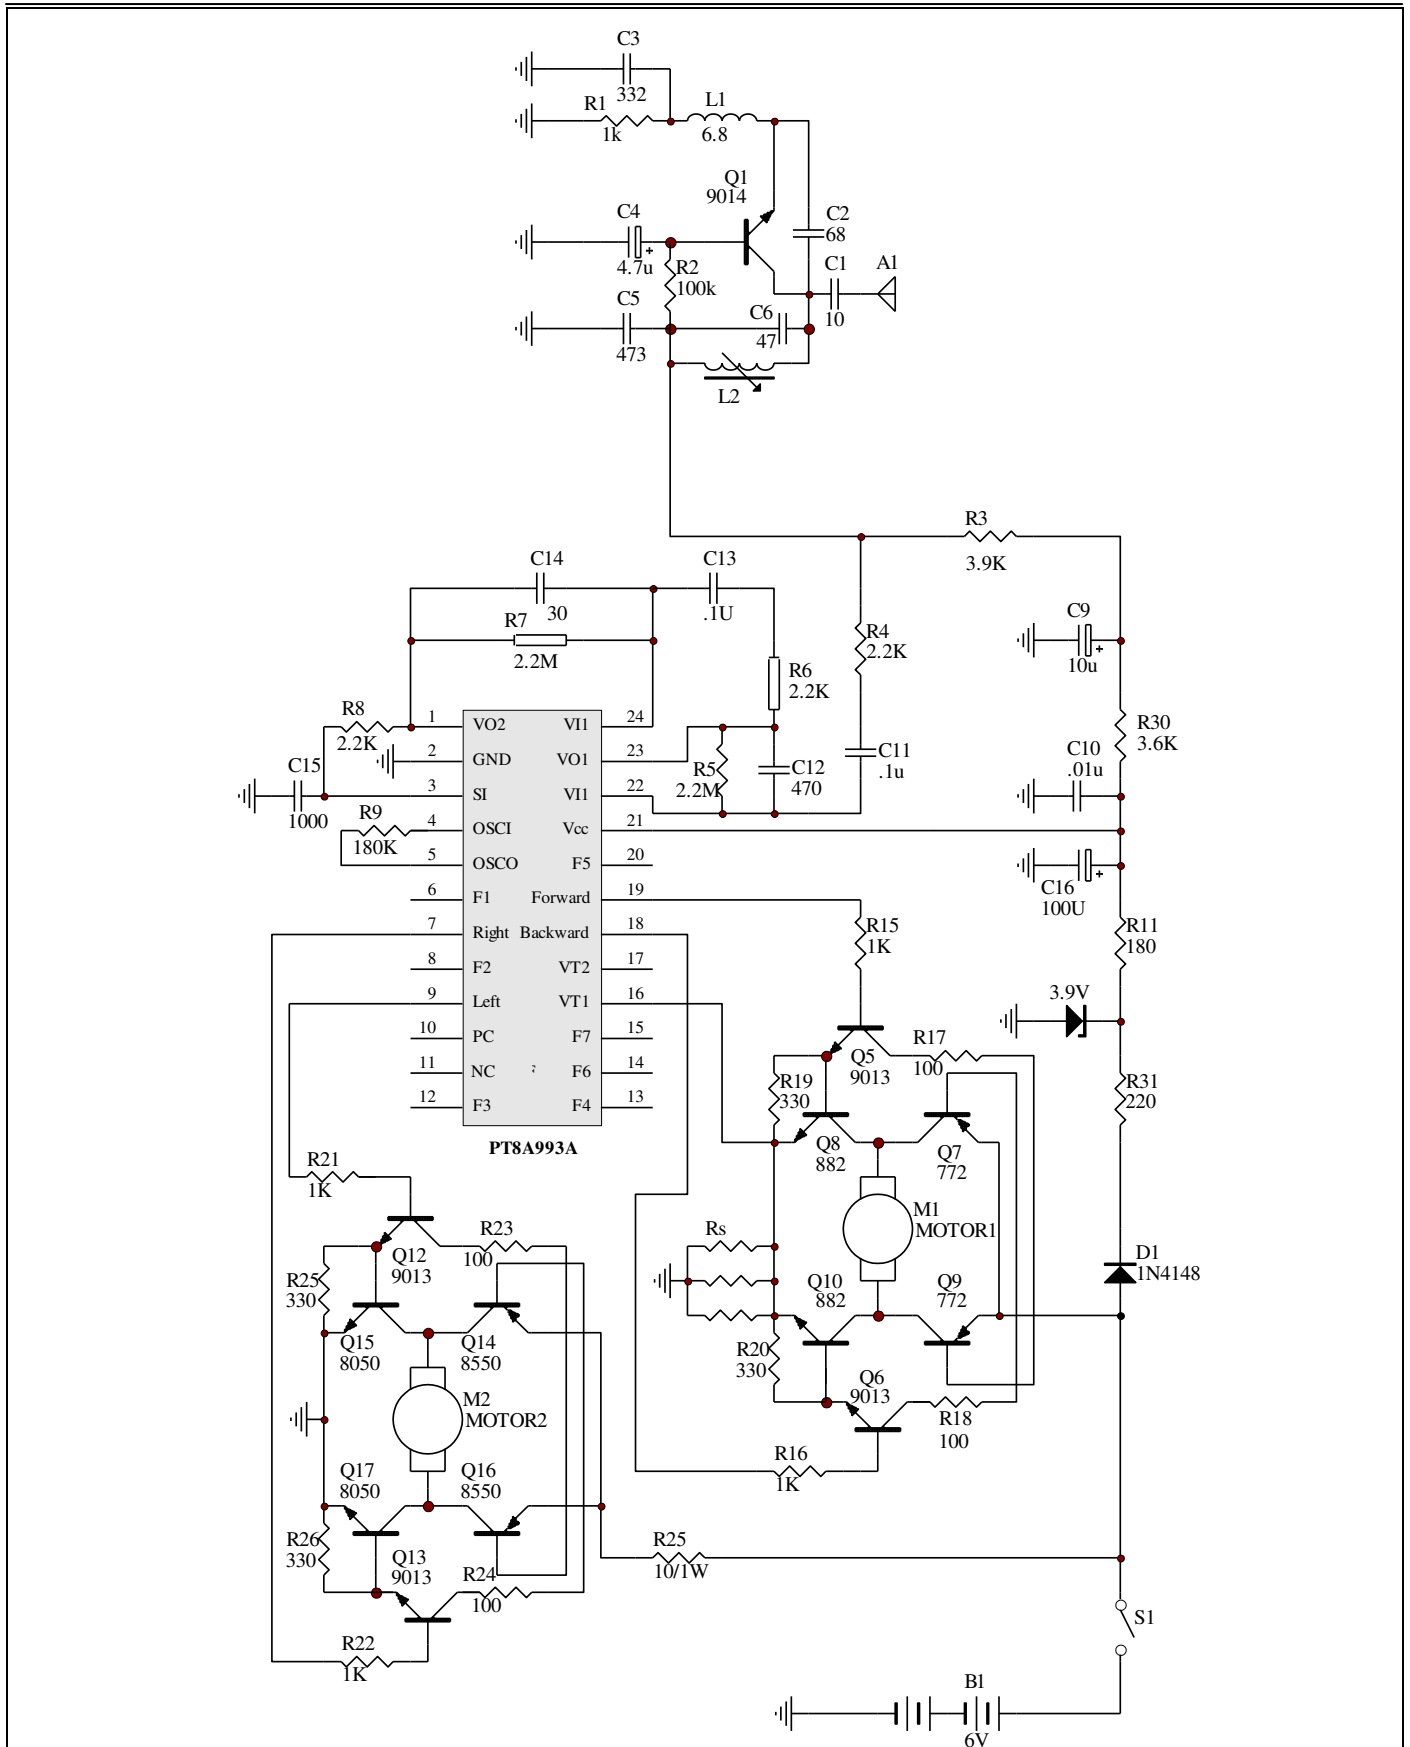 C3
332
R1
1k
L1
6.8
Q1
9014
C4
4.7u
+
R2
100k
C2
68
C1
10
A1
C5
473
C6
47
L2
R3
3.9K
C14
30
C13
.1U
R7
2.2M
R6
2.2K
R4
2.2K
C9
10u
+
R30
3.6K
R8
2.2K
C15
1000
R9
180K
R5
2.2M
C12
470
C11
.1u
C10
.01u
C16
100U
+
R11
180
1 VO2 VI1 24
2 GND VO1 23
3 SI VI1 22
4 OSCI Vcc 21
5 OSCO F5 20
6 F1 Forward 19
7 Right Backward 18
8 F2 VT2 17
9 Left VT1 16
10 PC F7 15
11 NC F6 14
12 F3 F4 13
PT8A993A
R15
1K
3.9V
R17
100
Q5
9013
R19
330
R31
220
Q8
882
Q7
772
M1
MOTOR1
Rs
Q10
882
Q9
772
D1
1N4148
R20
330
Q6
9013
R18
100
R16
1K
R21
1K
Q12
9013
R23
100
R25
330
Q15
8050
Q14
8550
M2
MOTOR2
Q17
8050
Q16
8550
R26
330
Q13
9013
R24
100
R22
1K
R25
10/1W
S1
B1
6V